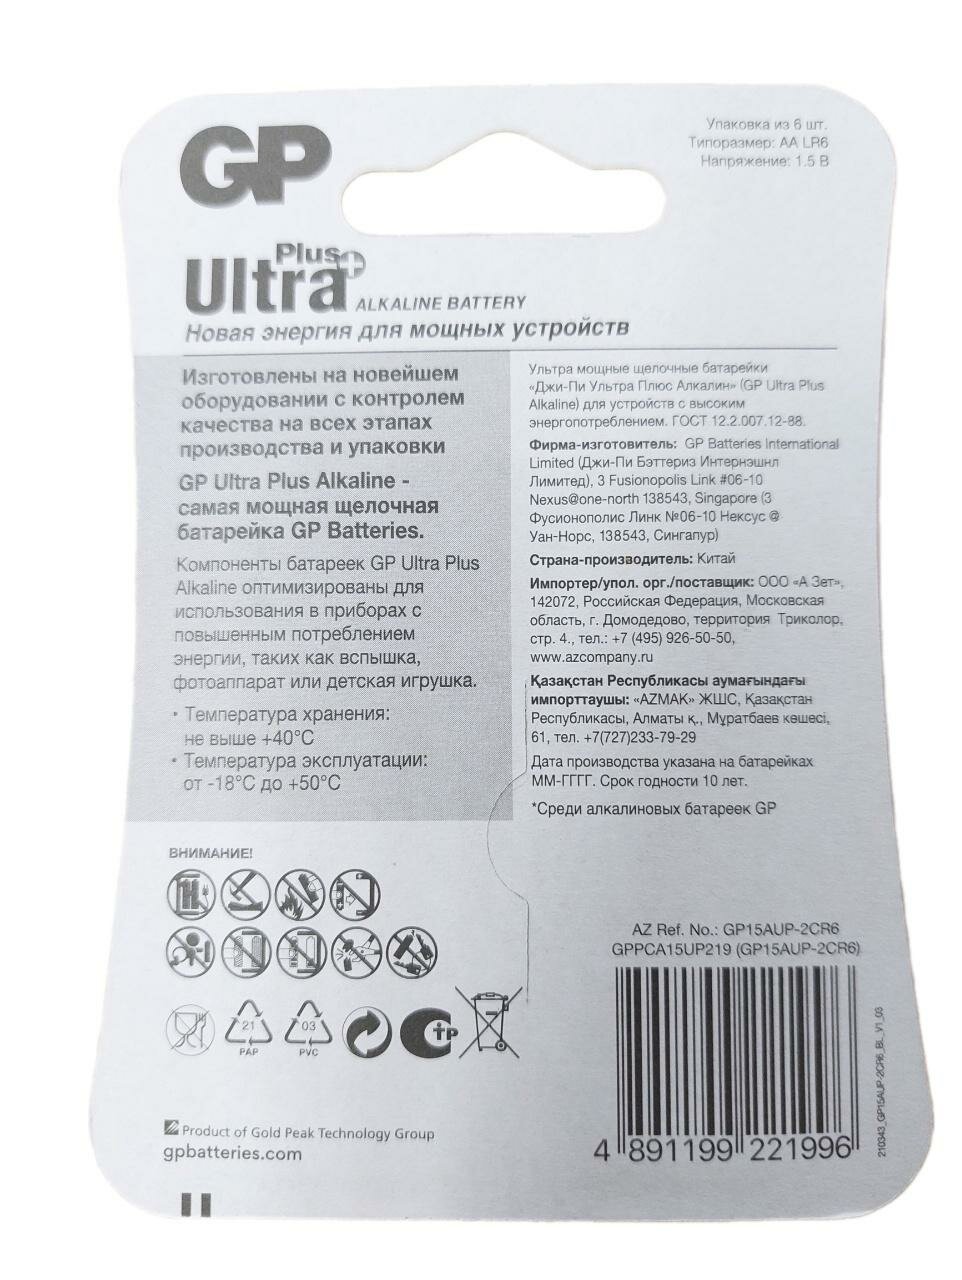 GP
Упаковка из 6 шт.
Типоразмер: AA LR6
Напряжение: 1.5 В
Plus+
Ultra
ALKALINE BATTERY
Новая энергия для мощных устройств
Изготовлены на новейшем
оборудовании с контролем
качества на всех этапах
производства и упаковки
GP Ultra Plus Alkaline -
самая мощная щелочная
батарейка GP Batteries.
Компоненты батареек GP Ultra Plus
Alkaline оптимизированы для
использования в приборах с
повышенным потреблением
энергии, таких как вспышка,
фотоаппарат или детская игрушка.
• Температура хранения:
не выше +40°C
• Температура эксплуатации:
от -18°C до +50°C
Ультра мощные щелочные батарейки
«Джи-Пи Ультра Плюс Алкалин» (GP Ultra Plus
Alkaline) для устройств с высоким
энергопотреблением. ГОСТ 12.2.007.12-88.
Фирма-изготовитель: GP Batteries International
Limited (Джи-Пи Бэттериз Интернэшнл
Лимитед), 3 Fusionopolis Link #06-10
Nexus@one-north 138543, Singapore (3
Фусионополис Линк №06-10 Нексус @
Уан-Норс, 138543, Сингапур)
Страна-производитель: Китай
Импортер/упол. орг./поставщик: ООО «А Зет»,
142072, Российская Федерация, Московская
область, г. Домодедово, территория Триколор,
стр. 4., тел.: +7 (495) 926-50-50,
www.azcompany.ru
Қазақстан Республикасы аумағындағы
импорттаушы: «AZMAK» ЖШС, Қазақстан
Республикасы, Алматы қ., Мұратбаев көшесі,
61, тел. +7(727)233-79-29
Дата производства указана на батарейках
ММ-ГГГГ. Срок годности 10 лет.
*Среди алкалиновых батареек GP
ВНИМАНИЕ!
21
PAP
03
PVC
Product of Gold Peak Technology Group
gpbatteries.com
AZ Ref. No.: GP15AUP-2CR6
GPPCA15UP219 (GP15AUP-2CR6)
4 891199 221996
210343_GP15AUP-2CR6_BL_V1_03